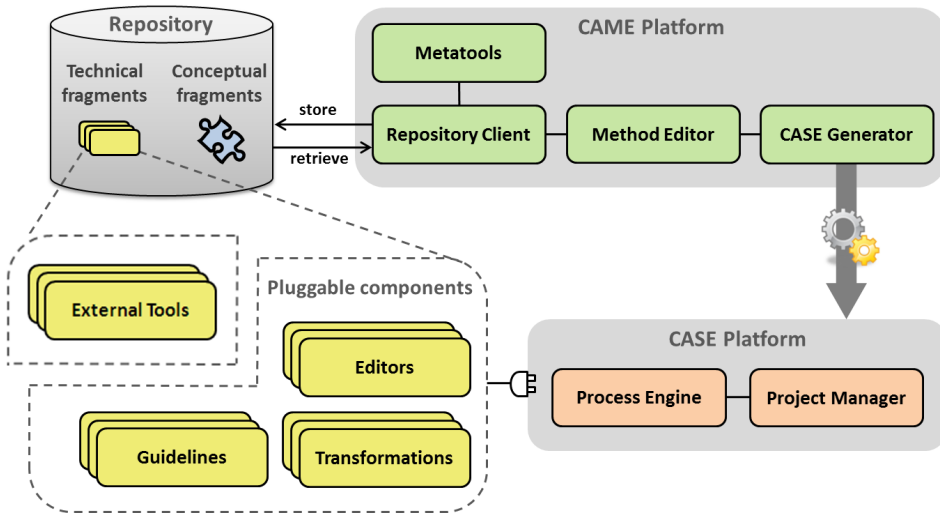 Repository
Technical
fragments
Conceptual
fragments
store
retrieve
CAME Platform
Metatools
Repository Client
Method Editor
CASE Generator
External Tools
Pluggable components
Editors
Guidelines
Transformations
CASE Platform
Process Engine
Project Manager